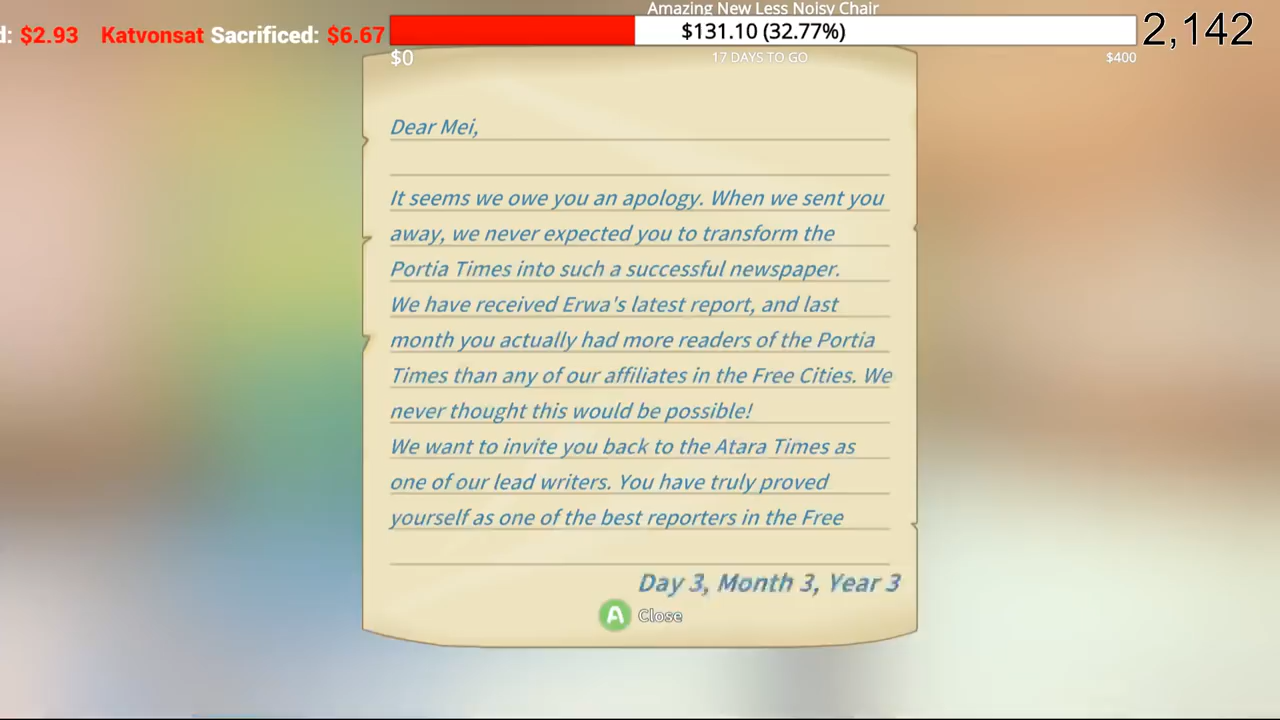 Amazing New Less Noisy Chair
d: $2.93 Katvonsat Sacrificed: $6.67
$131.10 (32.77%)
2,142
$0
17 DAYS TO GO
$400
Dear Mei,
It seems we owe you an apology. When we sent you
away, we never expected you to transform the
Portia Times into such a successful newspaper.
We have received Erwa's latest report, and last
month you actually had more readers of the Portia
Times than any of our affiliates in the Free Cities. We
never thought this would be possible!
We want to invite you back to the Atara Times as
one of our lead writers. You have truly proved
yourself as one of the best reporters in the Free
Day 3, Month 3, Year 3
A Close